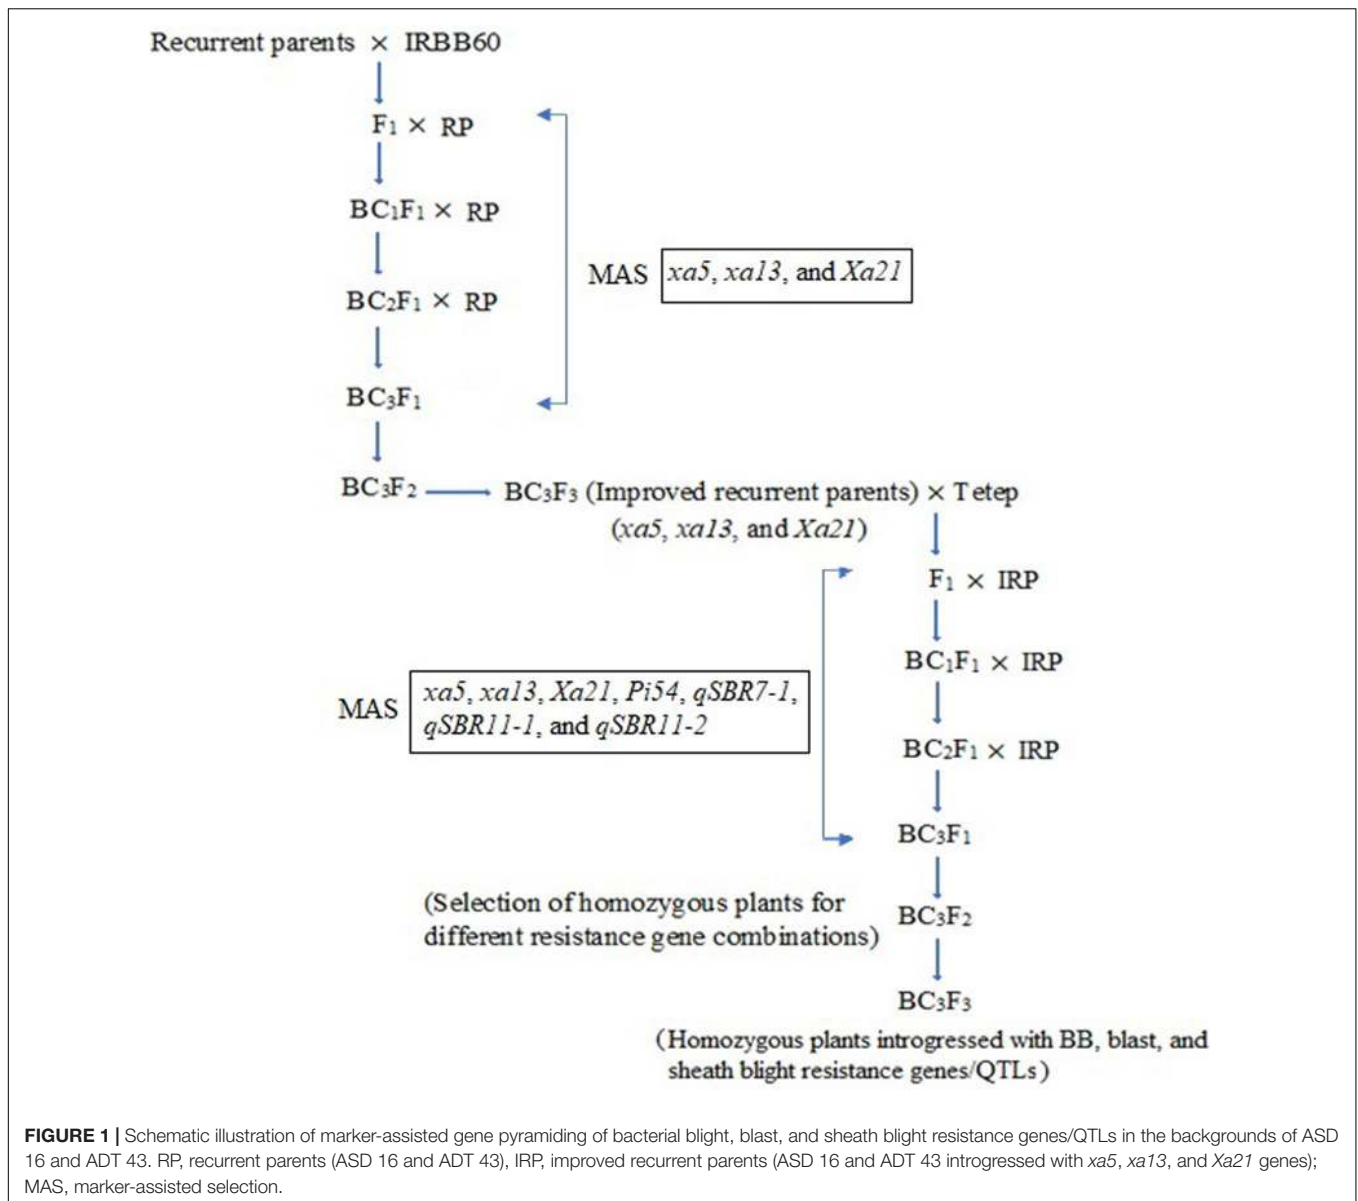 Recurrent parents × IRBB60
F₁ × RP
BC₁F₁ × RP
BC₂F₁ × RP
BC₃F₁
MAS xa5, xa13, and Xa21
BC₃F₂
BC₃F₃ (Improved recurrent parents) × Tetep
(xa5, xa13, and Xa21)
F₁ × IRP
BC₁F₁ × IRP
BC₂F₁ × IRP
BC₃F₁
MAS xa5, xa13, Xa21, Pi54, qSBR7-1,
qSBR11-1, and qSBR11-2
(Selection of homozygous plants for
different resistance gene combinations)
BC₃F₂
BC₃F₃
(Homozygous plants introgressed with BB, blast, and
sheath blight resistance genes/QTLs)
FIGURE 1 | Schematic illustration of marker-assisted gene pyramiding of bacterial blight, blast, and sheath blight resistance genes/QTLs in the backgrounds of ASD
16 and ADT 43. RP, recurrent parents (ASD 16 and ADT 43), IRP, improved recurrent parents (ASD 16 and ADT 43 introgressed with xa5, xa13, and Xa21 genes);
MAS, marker-assisted selection.